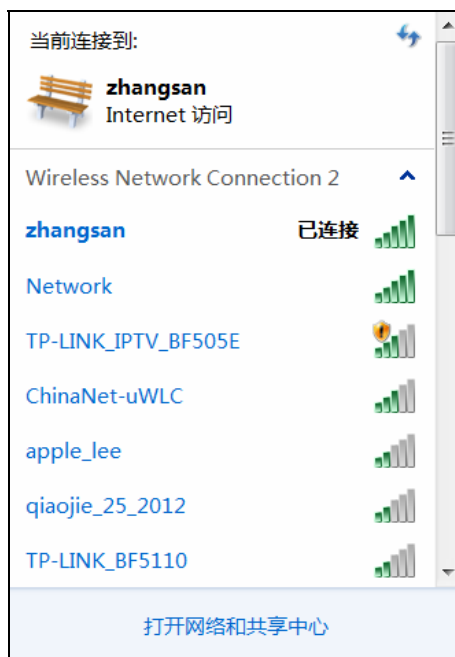 当前连接到:
zhangsan
Internet 访问
Wireless Network Connection 2
zhangsan 已连接
Network
TP-LINK_IPTV_BF505E
ChinaNet-uWLC
apple_lee
qiaojie_25_2012
TP-LINK_BF5110
打开网络和共享中心